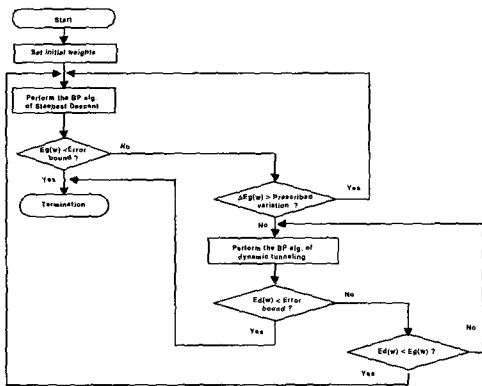 Start
Set initial weights
Perform the BP alg.
of Steepest Descent
Eg(w) <Error
bound ?
No
Yes
Termination
ΔEg(w) > Prescribed
variation ?
Yes
No
Perform the BP alg. of
dynamic tunneling
Ed(w) < Error
bound ?
No
Yes
Ed(w) < Eg(w) ?
No
Yes